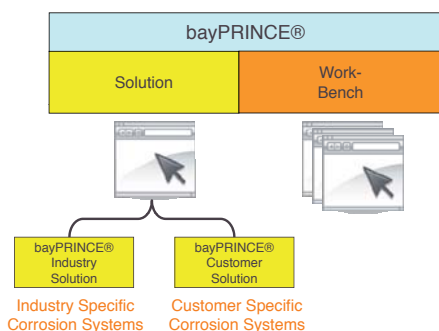 bayPRINCE®
Solution
Work-
Bench
bayPRINCE®
Industry
Solution
bayPRINCE®
Customer
Solution
Industry Specific
Corrosion Systems
Customer Specific
Corrosion Systems